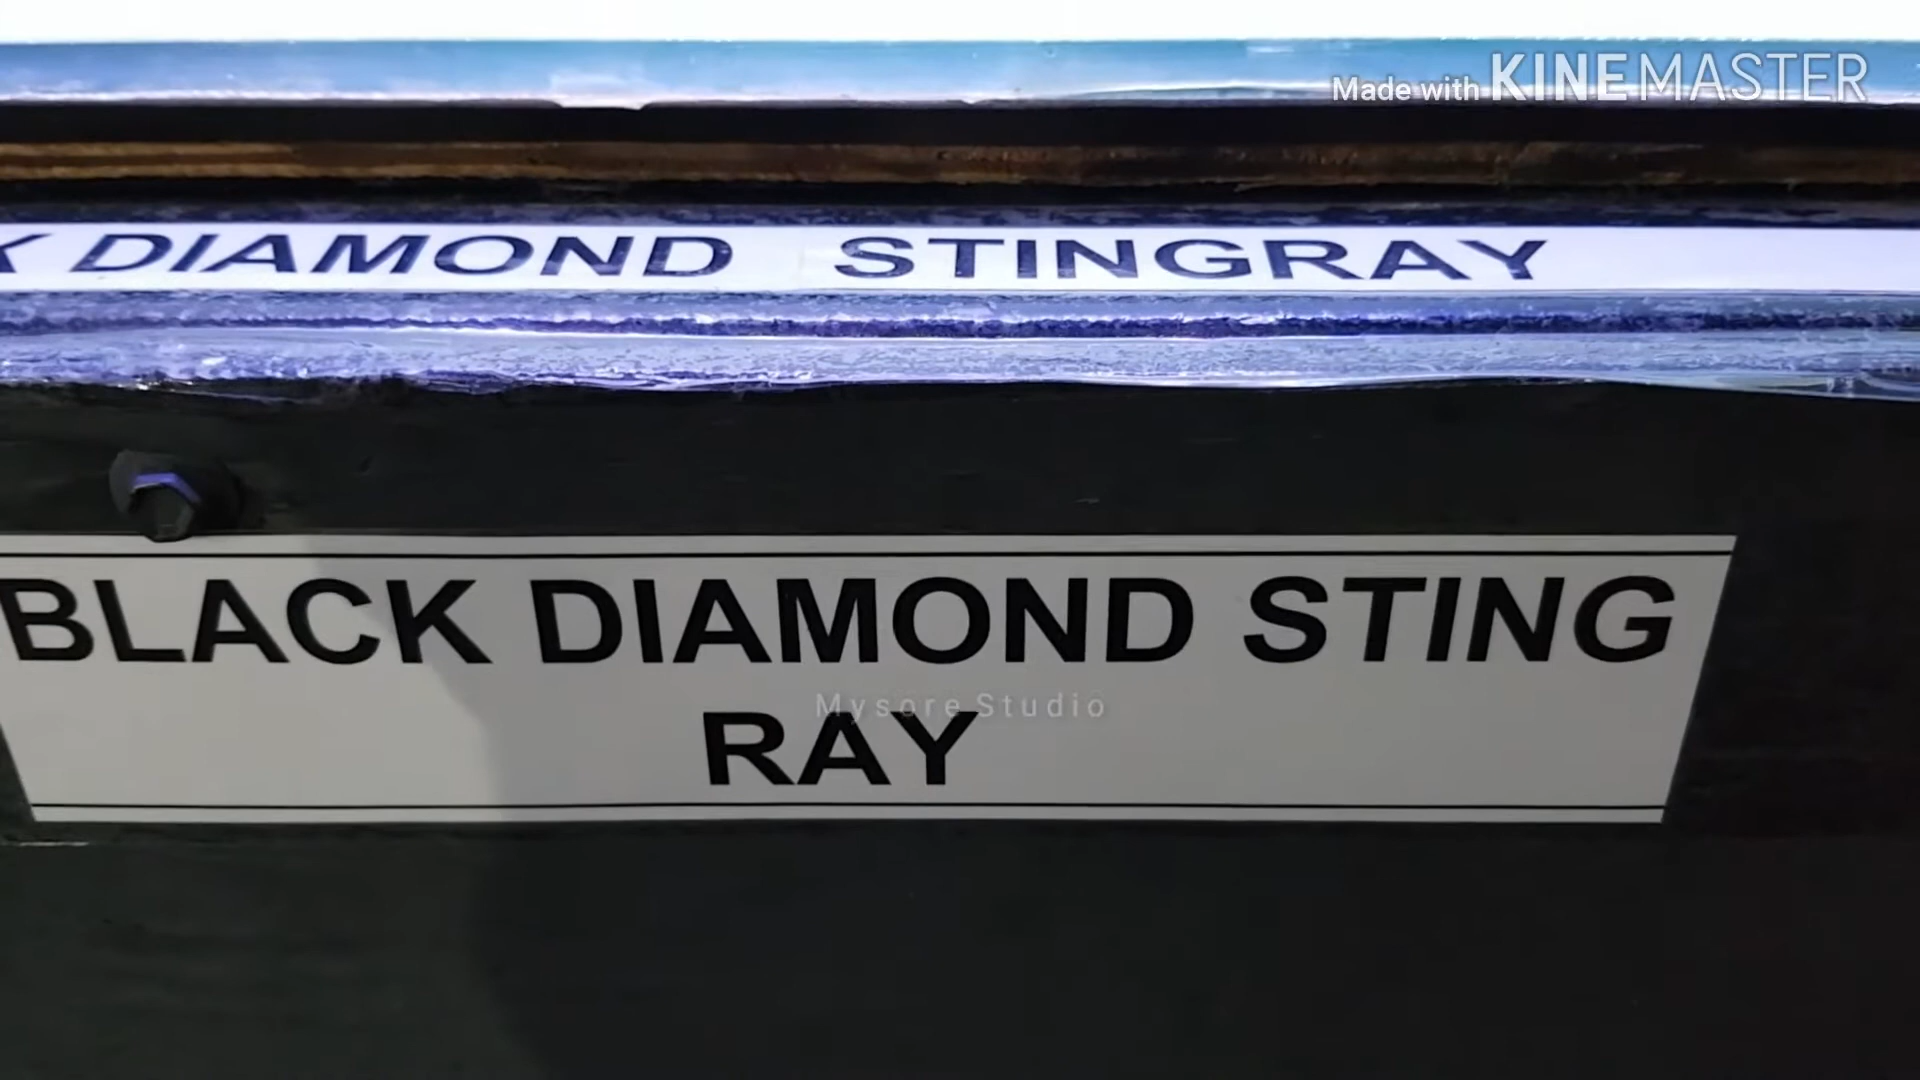 Made with KINEMASTER
K DIAMOND STINGRAY
BLACK DIAMOND STING
Mysore Studio
RAY